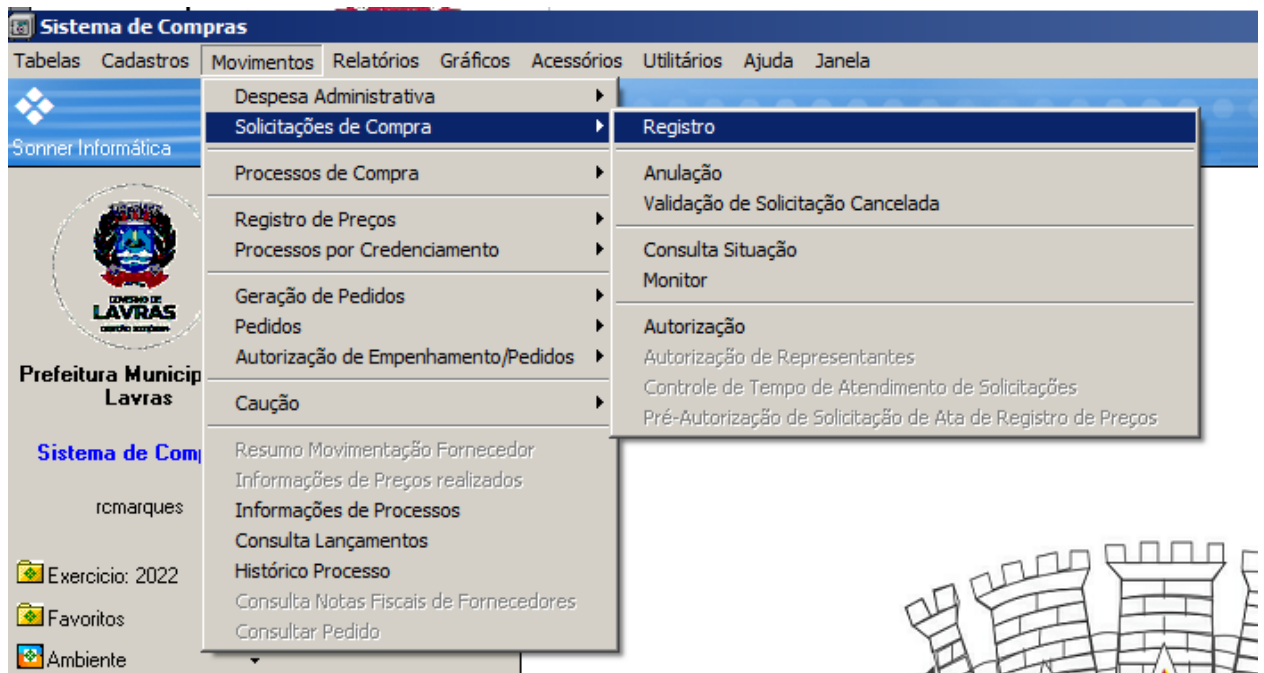 Sistema de Compras
Tabelas Cadastros Movimentos Relatórios Gráficos Acessórios Utilitários Ajuda Janela
Sonner Informática
GOVERNO DE
LAVRAS
Prefeitura Municip
Lavras
Sistema de Com
rcmarques
Exercicio: 2022
Favoritos
Ambiente
Despesa Administrativa
Solicitações de Compra
Processos de Compra
Registro de Preços
Processos por Credenciamento
Geração de Pedidos
Pedidos
Autorização de Empenhamento/Pedidos
Caução
Resumo Movimentação Fornecedor
Informações de Preços realizados
Informações de Processos
Consulta Lançamentos
Histórico Processo
Consulta Notas Fiscais de Fornecedores
Consultar Pedido
Registro
Anulação
Validação de Solicitação Cancelada
Consulta Situação
Monitor
Autorização
Autorização de Representantes
Controle de Tempo de Atendimento de Solicitações
Pré-Autorização de Solicitação de Ata de Registro de Preços